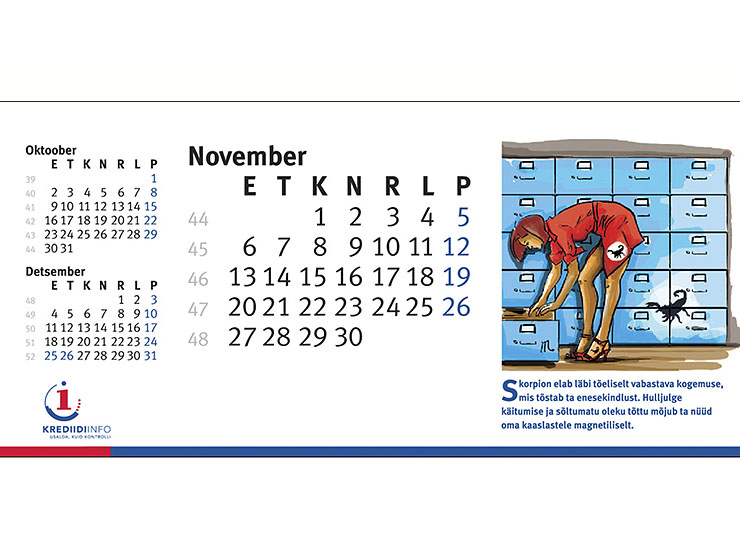 Oktoober
E T K N R L P
39 1
40 2 3 4 5 6 7 8
41 9 10 11 12 13 14 15
42 16 17 18 19 20 21 22
43 23 24 25 26 27 28 29
44 30 31
Detsember
E T K N R L P
48 1 2 3
49 4 5 6 7 8 9 10
50 11 12 13 14 15 16 17
51 18 19 20 21 22 23 24
52 25 26 27 28 29 30 31
i
KREDIIDIINFO
USALDA, KUID KONTROLLI
November
E T K N R L P
44 1 2 3 4 5
45 6 7 8 9 10 11 12
46 13 14 15 16 17 18 19
47 20 21 22 23 24 25 26
48 27 28 29 30
Skorpion elab läbi tõeliselt vabastava kogemuse,
mis tõstab ta enesekindlust. Hulljulge
käitumise ja sõltumatu oleku tõttu mõjub ta nüüd
oma kaaslastele magnetiliselt.